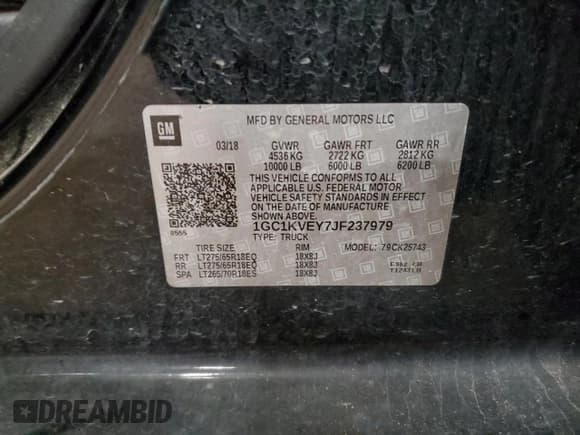 MFD BY GENERAL MOTORS LLC
GM
03/18 GVWR GAWR FRT GAWR RR
4536 KG 2722 KG 2812 KG
10000 LB 6000 LB 6200 LB
THIS VEHICLE CONFORMS TO ALL
APPLICABLE U.S. FEDERAL MOTOR
VEHICLE SAFETY STANDARDS IN EFFECT
ON THE DATE OF MANUFACTURE
SHOWN ABOVE.
1GC1KVEY7JF237979
TYPE: TRUCK
TIRE SIZE RIM MODEL:
FRT LT275/65R18EQ 18X8J
RR LT275/65R18EQ 18X8J
SPA LT265/70R18ES 18X8J
DREAMBID